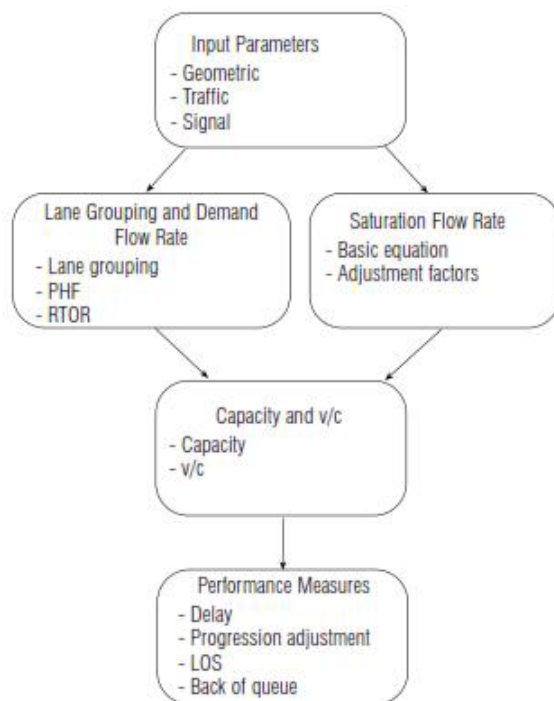 Input Parameters
- Geometric
- Traffic
- Signal
Lane Grouping and Demand
Flow Rate
- Lane grouping
- PHF
- RTOR
Saturation Flow Rate
- Basic equation
- Adjustment factors
Capacity and v/c
- Capacity
- v/c
Performance Measures
- Delay
- Progression adjustment
- LOS
- Back of queue